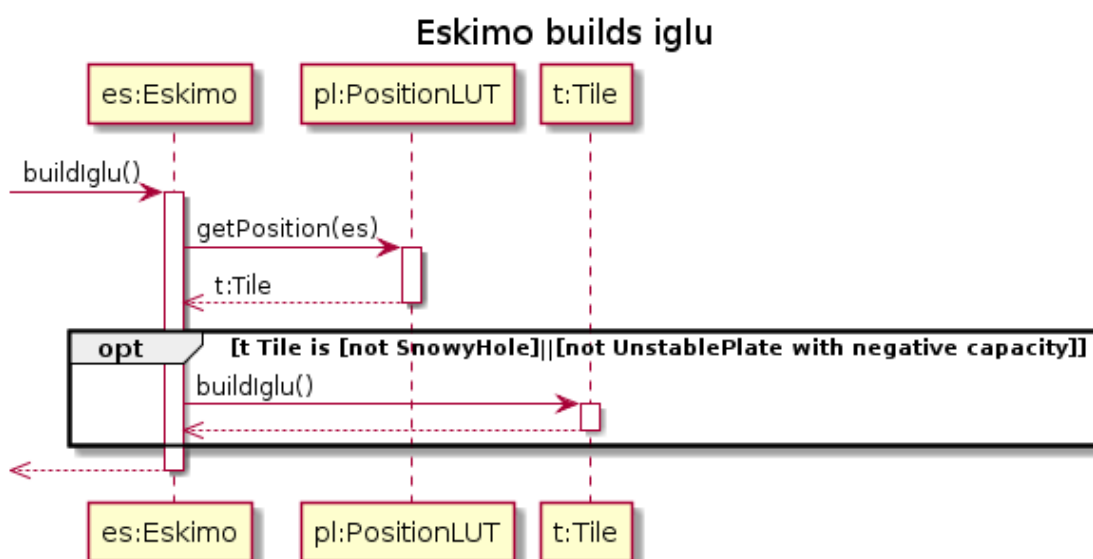 Eskimo builds iglu
es:Eskimo
pl:PositionLUT
t:Tile
buildIglu()
getPosition(es)
t:Tile
opt
[t Tile is [not SnowyHole]||[not UnstablePlate with negative capacity]]
buildIglu()
es:Eskimo
pl:PositionLUT
t:Tile